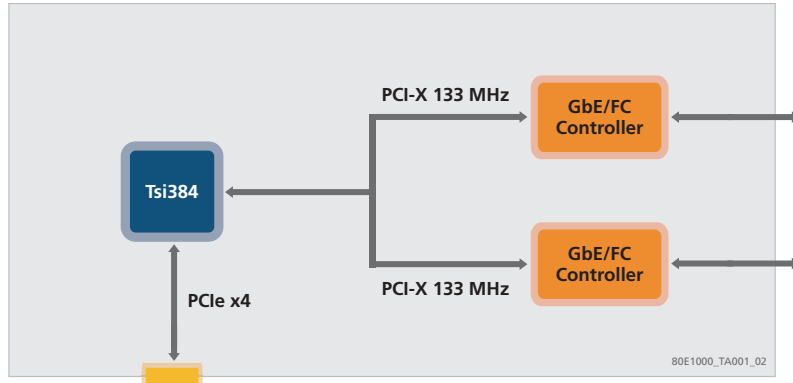 PCI-X 133 MHz
GbE/FC
Controller
Tsi384
GbE/FC
Controller
PCI-X 133 MHz
PCIe x4
80E1000_TA001_02